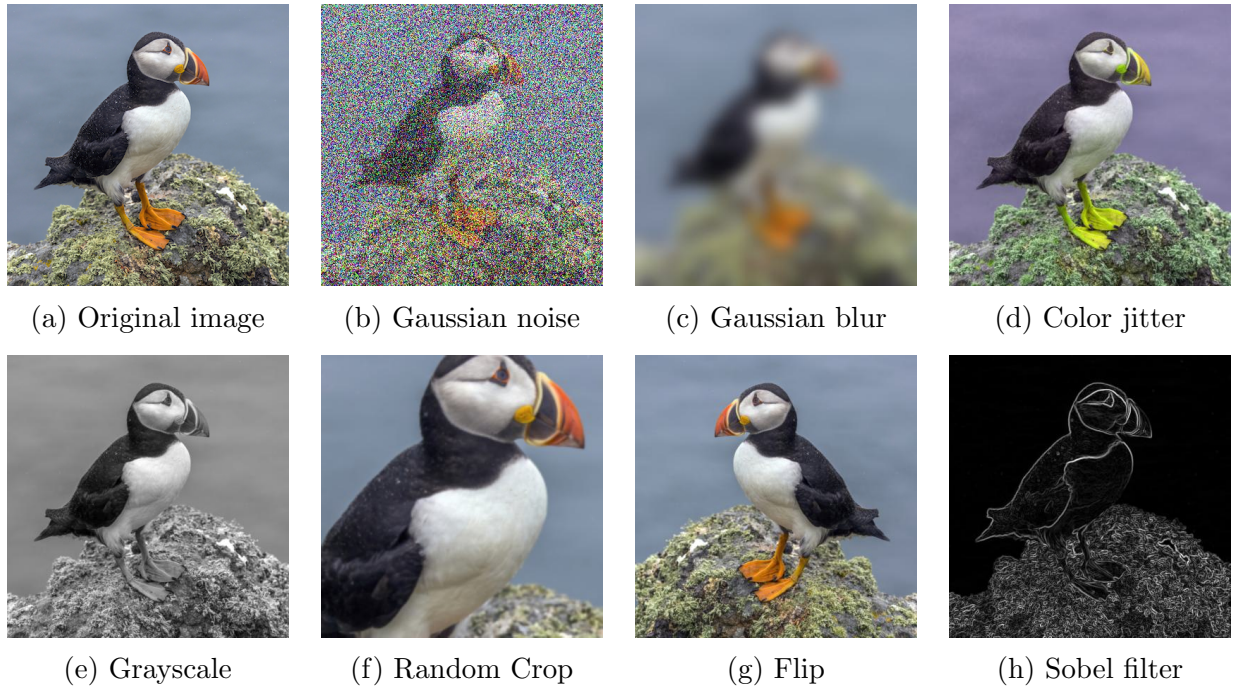 (a) Original image
(b) Gaussian noise
(c) Gaussian blur
(d) Color jitter
(e) Grayscale
(f) Random Crop
(g) Flip
(h) Sobel filter